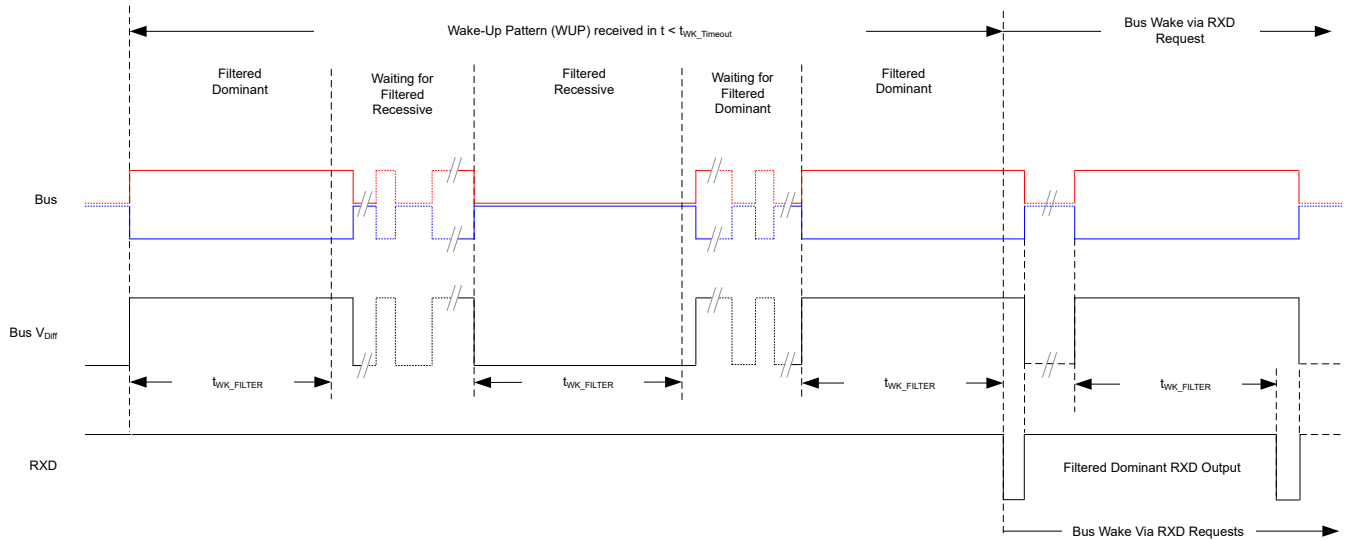 Wake-Up Pattern (WUP) received in t < tWK_Timeout
Bus Wake via RXD
Request
Filtered
Dominant
Waiting for
Filtered
Recessive
Filtered
Recessive
Waiting for
Filtered
Dominant
Filtered
Dominant
Bus
Bus VDiff
tWK_FILTER
tWK_FILTER
tWK_FILTER
tWK_FILTER
RXD
Filtered Dominant RXD Output
Bus Wake Via RXD Requests